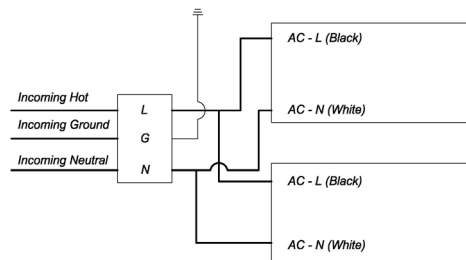 AC - L (Black)
Incoming Hot
L
AC - N (White)
Incoming Ground
G
Incoming Neutral
N
AC - L (Black)
AC - N (White)